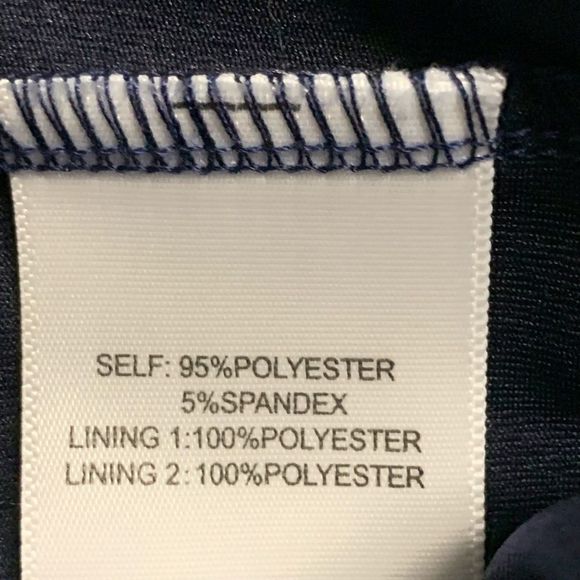 SELF: 95%POLYESTER
5%SPANDEX
LINING 1:100%POLYESTER
LINING 2:100%POLYESTER